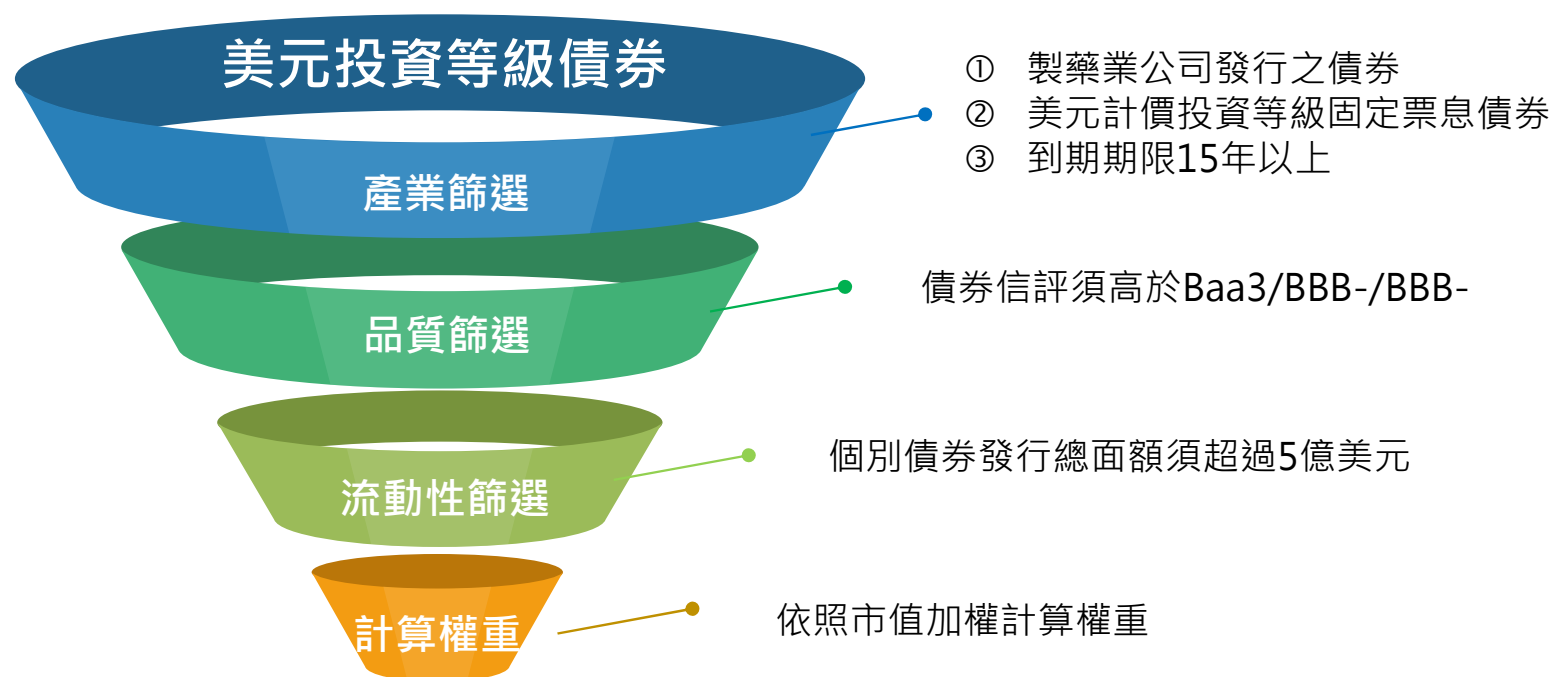 美元投資等級債券
① 製藥業公司發行之債券
② 美元計價投資等級固定票息債券
③ 到期期限15年以上
產業篩選
債券信評須高於Baa3/BBB-/BBB-
品質篩選
個別債券發行總面額須超過5億美元
流動性篩選
依照市值加權計算權重
計算權重